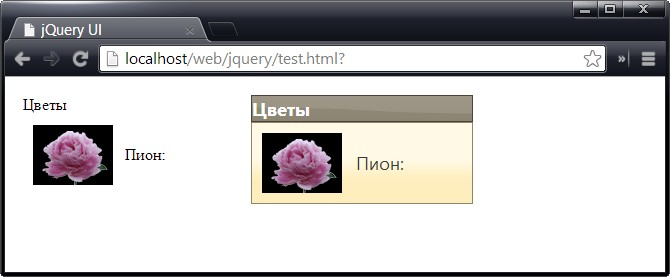 jQuery UI
localhost/web/jquery/test.html?
Цветы
Пион:
Цветы
Пион: